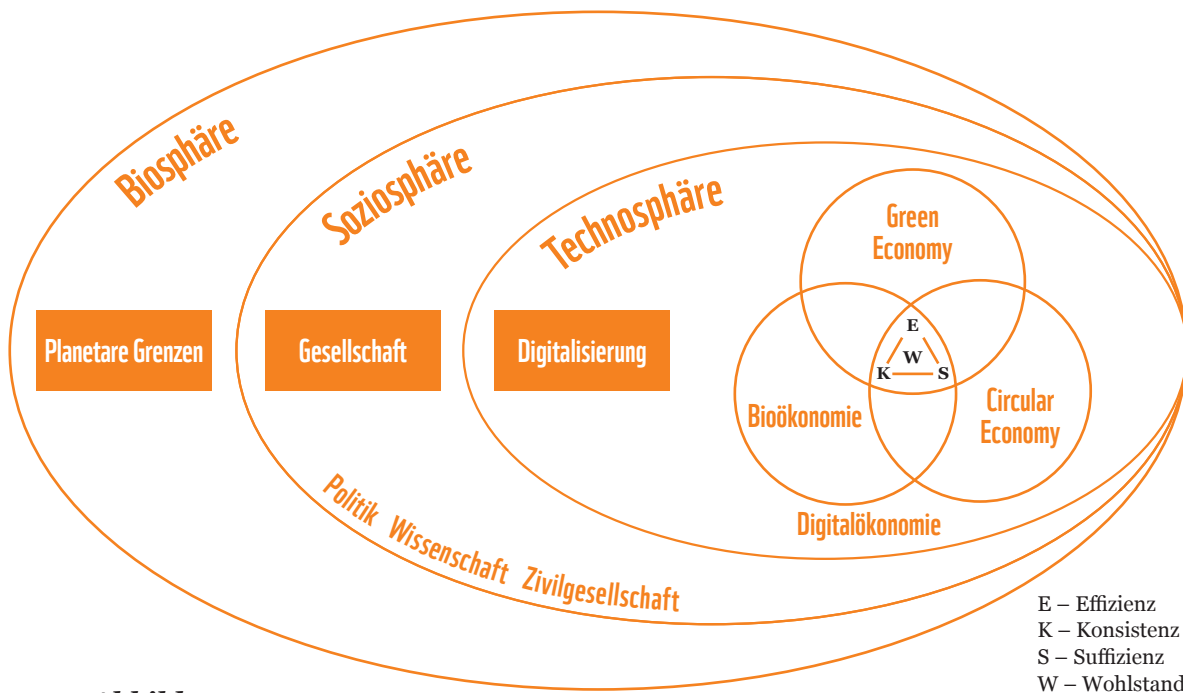 Biosphäre
Soziosphäre
Technosphäre
Planetare Grenzen
Gesellschaft
Digitalisierung
Green
Economy
E
W
K S
Bioökonomie
Circular
Economy
Digitalökonomie
Politik Wissenschaft Zivilgesellschaft
E – Effizienz
K – Konsistenz
S – Suffizienz
W – Wohlstand